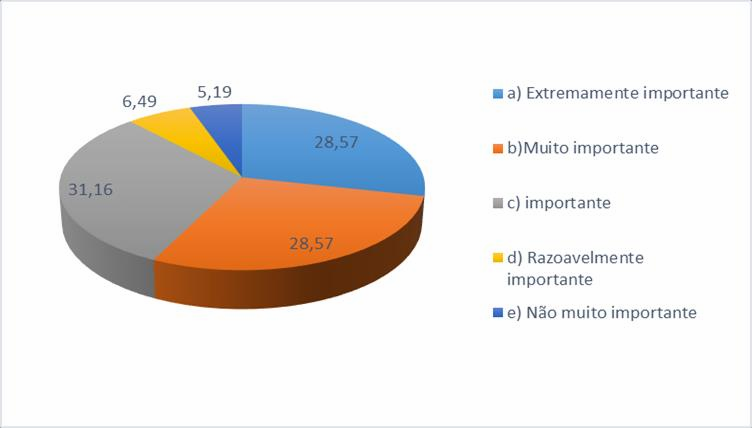 5,19
6,49
28,57
31,16
28,57
a) Extremamente importante
b)Muito importante
c) importante
d) Razoavelmente
importante
e) Não muito importante